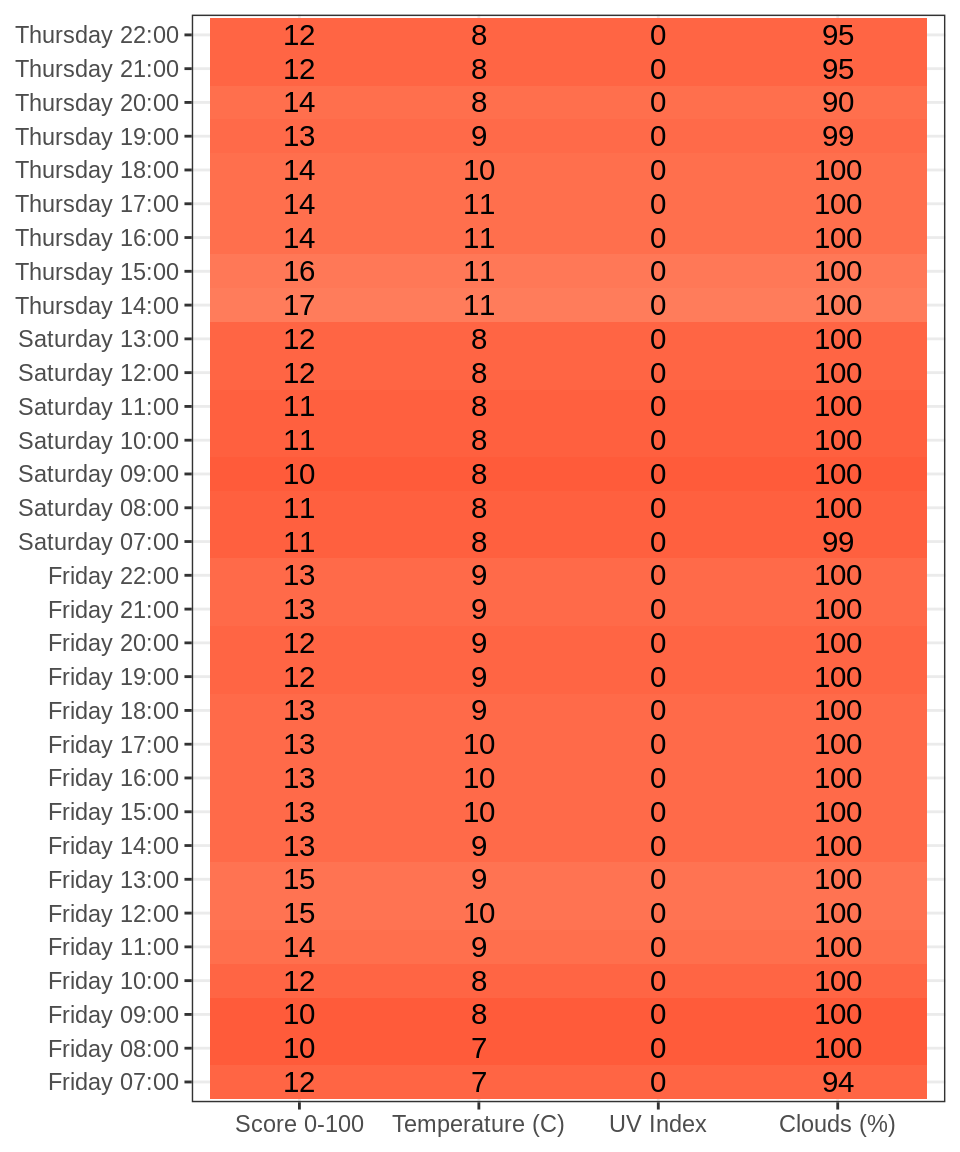 Thursday 22:00 12 8 0 95
Thursday 21:00 12 8 0 95
Thursday 20:00 14 8 0 90
Thursday 19:00 13 9 0 99
Thursday 18:00 14 10 0 100
Thursday 17:00 14 11 0 100
Thursday 16:00 14 11 0 100
Thursday 15:00 16 11 0 100
Thursday 14:00 17 11 0 100
Saturday 13:00 12 8 0 100
Saturday 12:00 12 8 0 100
Saturday 11:00 11 8 0 100
Saturday 10:00 11 8 0 100
Saturday 09:00 10 8 0 100
Saturday 08:00 11 8 0 100
Saturday 07:00 11 8 0 99
Friday 22:00 13 9 0 100
Friday 21:00 13 9 0 100
Friday 20:00 12 9 0 100
Friday 19:00 12 9 0 100
Friday 18:00 13 9 0 100
Friday 17:00 13 10 0 100
Friday 16:00 13 10 0 100
Friday 15:00 13 10 0 100
Friday 14:00 13 9 0 100
Friday 13:00 15 9 0 100
Friday 12:00 15 10 0 100
Friday 11:00 14 9 0 100
Friday 10:00 12 8 0 100
Friday 09:00 10 8 0 100
Friday 08:00 10 7 0 100
Friday 07:00 12 7 0 94
Score 0-100 Temperature (C) UV Index Clouds (%)